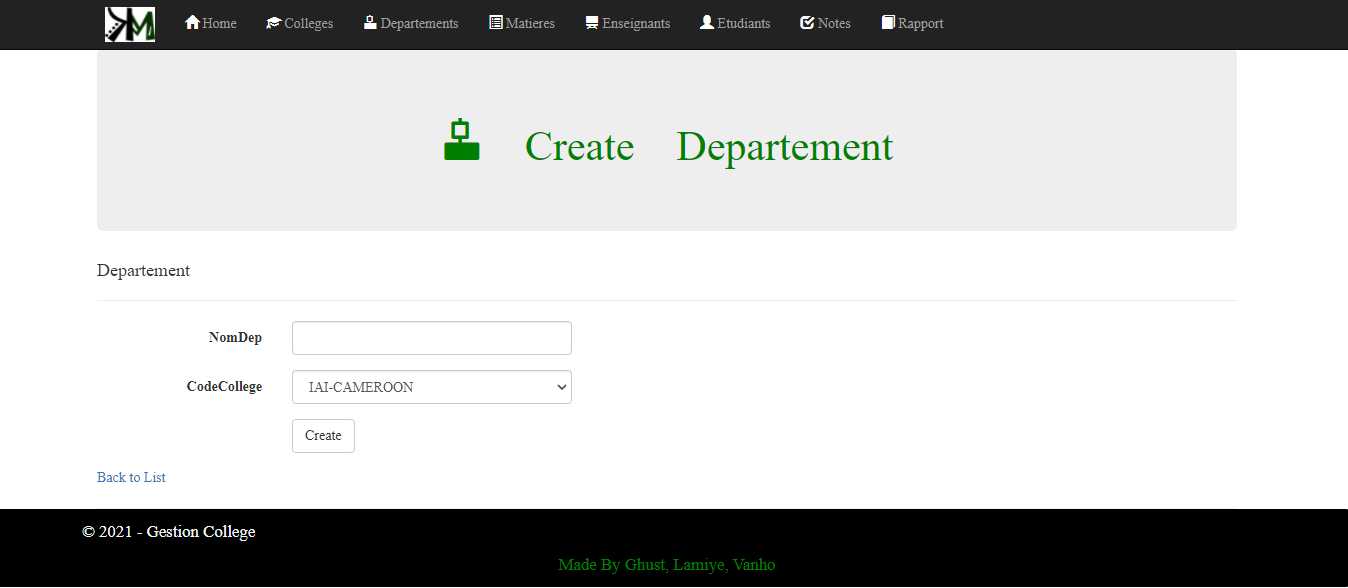 Home Colleges Departements Matieres Enseignants Etudiants Notes Rapport
Create Departement
Departement
NomDep
CodeCollege IAI-CAMEROON
Create
Back to List
© 2021 - Gestion College
Made By Ghust, Lamiye, Vanho